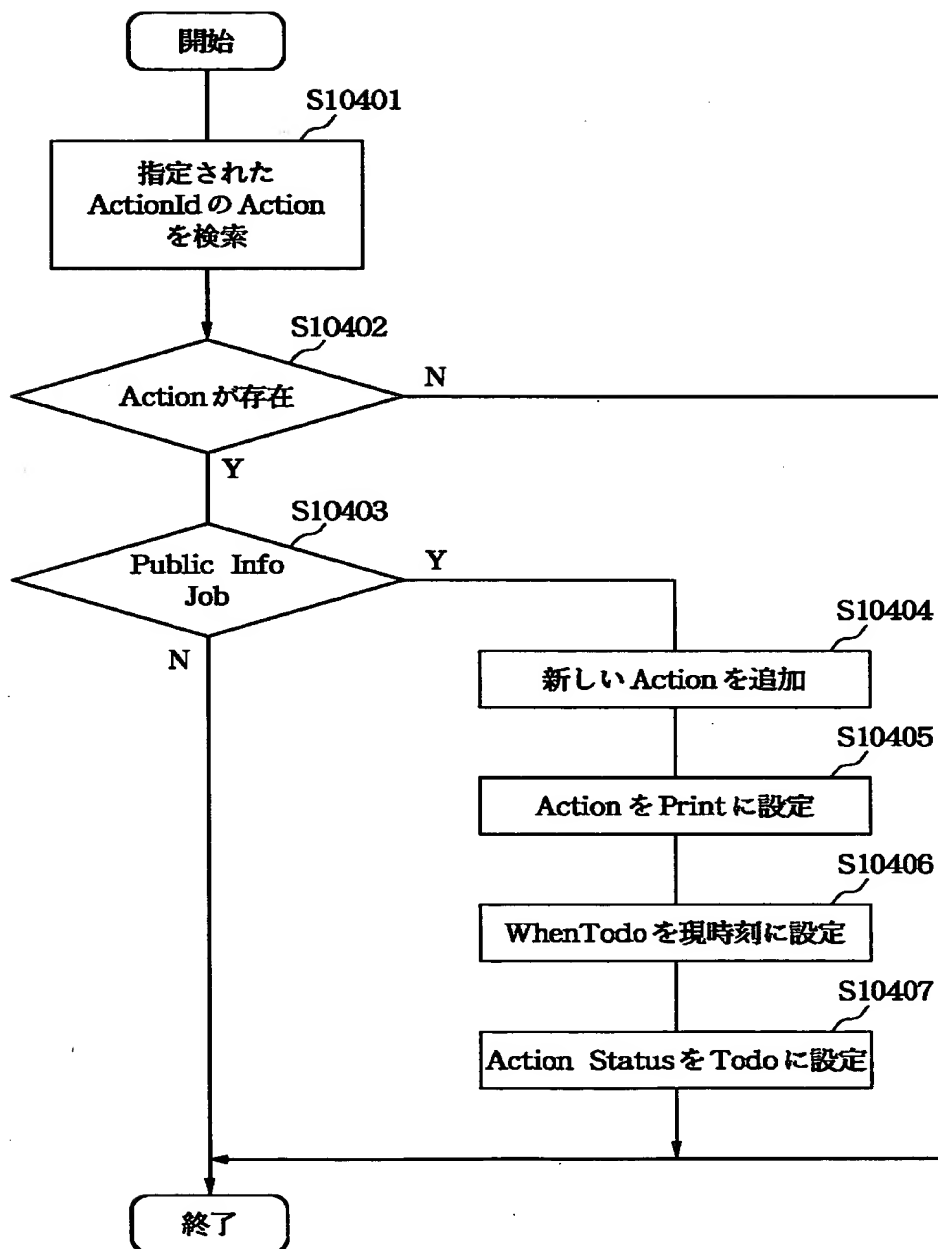 開始
S10401
指定された
ActionIdのAction
を検索
S10402
Actionが存在
N
Y
S10403
Public Info
Job
Y
N
S10404
新しいActionを追加
S10405
ActionをPrintに設定
S10406
WhenTodoを現時刻に設定
S10407
Action StatusをTodoに設定
終了